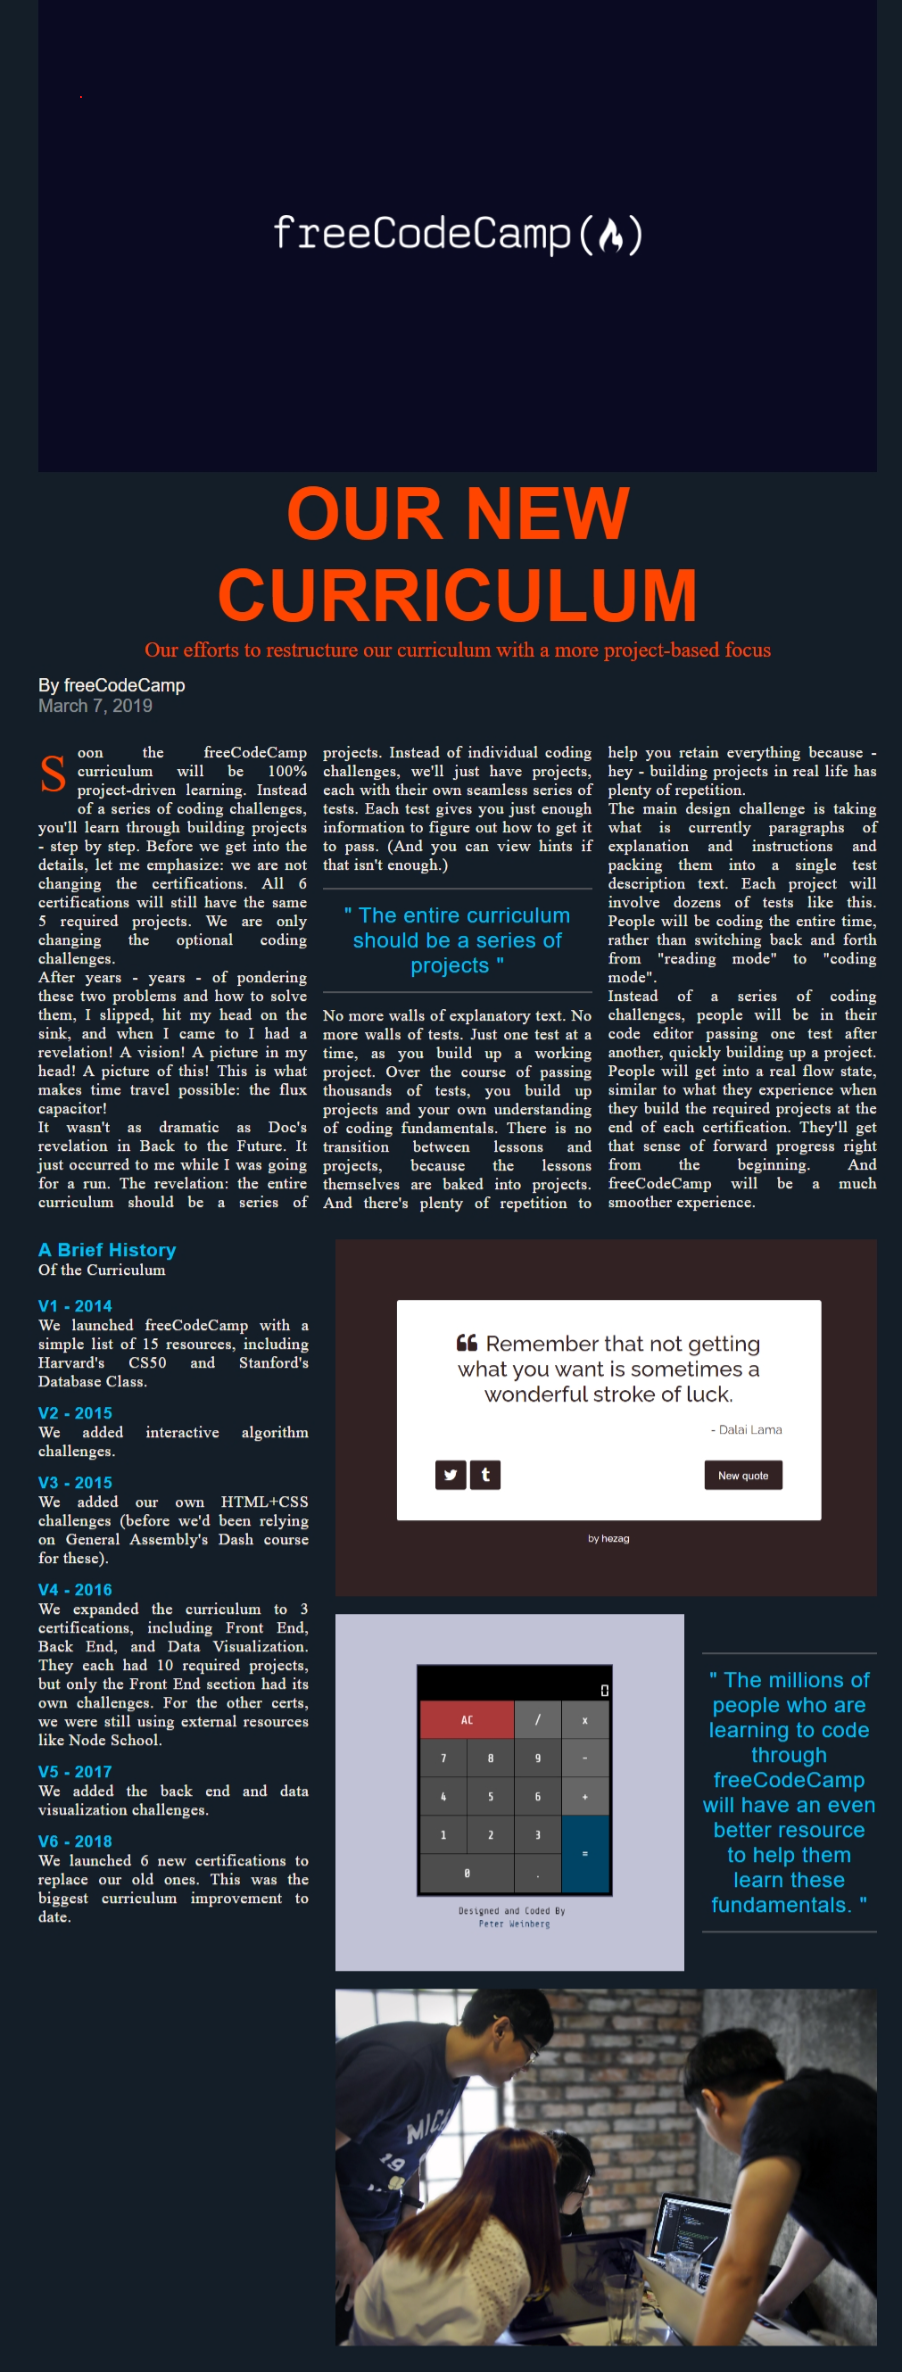 freeCodeCamp
OUR NEW
CURRICULUM
Our efforts to restructure our curriculum with a more project-based focus
By freeCodeCamp
March 7, 2019
Soon the freeCodeCamp
curriculum will be 100%
project-driven learning. Instead
of a series of coding challenges,
you'll learn through building projects
- step by step. Before we get into the
details, let me emphasize: we are not
changing the certifications. All 6
certifications will still have the same
5 required projects. We are only
changing the optional coding
challenges.
After years - years - of pondering
these two problems and how to solve
them, I slipped, hit my head on the
sink, and when I came to I had a
revelation! A vision! A picture in my
head! A picture of this! This is what
makes time travel possible: the flux
capacitor!
It wasn't as dramatic as Doc's
revelation in Back to the Future. It
just occurred to me while I was going
for a run. The revelation: the entire
curriculum should be a series of
projects. Instead of individual coding
challenges, we'll just have projects,
each with their own seamless series of
tests. Each test gives you just enough
information to figure out how to get it
to pass. (And you can view hints if
that isn't enough.)
" The entire curriculum
should be a series of
projects "
No more walls of explanatory text. No
more walls of tests. Just one test at a
time, as you build up a working
project. Over the course of passing
thousands of tests, you build up
projects and your own understanding
of coding fundamentals. There is no
transition between lessons and
projects, because the lessons
themselves are baked into projects.
And there's plenty of repetition to
help you retain everything because -
hey - building projects in real life has
plenty of repetition.
The main design challenge is taking
what is currently paragraphs of
explanation and instructions and
packing them into a single test
description text. Each project will
involve dozens of tests like this.
People will be coding the entire time,
rather than switching back and forth
from "reading mode" to "coding
mode".
Instead of a series of coding
challenges, people will be in their
code editor passing one test after
another, quickly building up a project.
People will get into a real flow state,
similar to what they experience when
they build the required projects at the
end of each certification. They'll get
that sense of forward progress right
from the beginning. And
freeCodeCamp will be a much
smoother experience.
A Brief History
Of the Curriculum
V1 - 2014
We launched freeCodeCamp with a
simple list of 15 resources, including
Harvard's CS50 and Stanford's
Database Class.
V2 - 2015
We added interactive algorithm
challenges.
V3 - 2015
We added our own HTML+CSS
challenges (before we'd been relying
on General Assembly's Dash course
for these).
V4 - 2016
We expanded the curriculum to 3
certifications, including Front End,
Back End, and Data Visualization.
They each had 10 required projects,
but only the Front End section had its
own challenges. For the other certs,
we were still using external resources
like Node School.
V5 - 2017
We added the back end and data
visualization challenges.
V6 - 2018
We launched 6 new certifications to
replace our old ones. This was the
biggest curriculum improvement to
date.
“ Remember that not getting
what you want is sometimes a
wonderful stroke of luck.
- Dalai Lama
New quote
by hezag
0
AC / x
7 8 9 -
4 5 6 +
1 2 3 =
0 .
Designed and Coded By
Peter Weinberg
" The millions of
people who are
learning to code
through
freeCodeCamp
will have an even
better resource
to help them
learn these
fundamentals. "
19